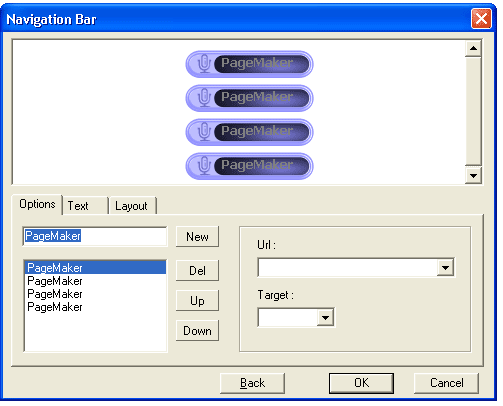 Navigation Bar
PageMaker
PageMaker
PageMaker
PageMaker
Options Text Layout
PageMaker
New
PageMaker
PageMaker
PageMaker
PageMaker
Del
Up
Down
Url :
Target :
Back OK Cancel